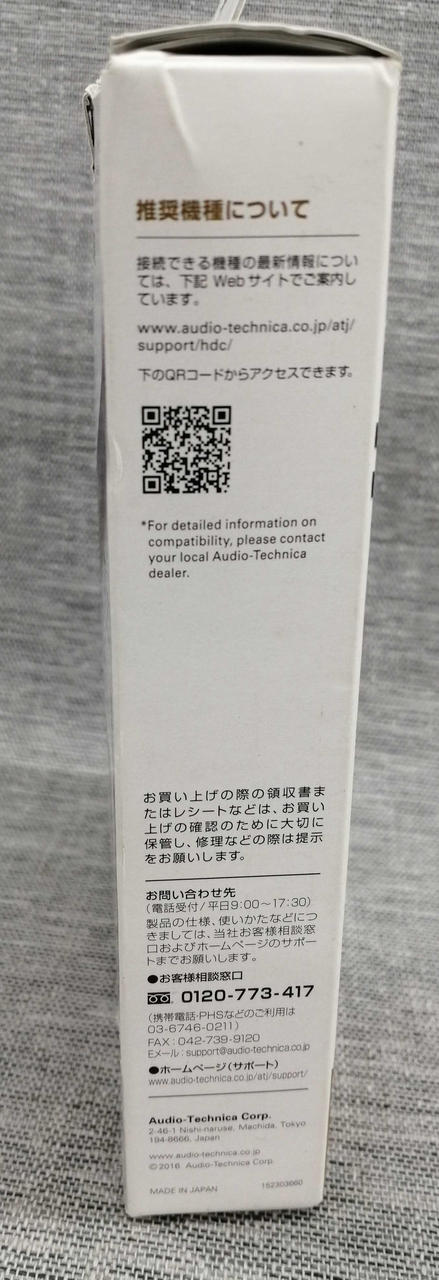 推奨機種について
接続できる機種の最新情報につい
ては、下記 Webサイトでご案内し
ています。
www.audio-technica.co.jp/atj/
support/hdc/
下のQRコードからアクセスできます。
*For detailed information on
compatibility, please contact
your local Audio-Technica
dealer.
お買い上げの際の領収書ま
たはレシートなどは、お買い
上げの確認のために大切に
保管し、修理などの際は提示
をお願いします。
お問い合わせ先
(電話受付/平日9:00〜17:30)
製品の仕様、使いかたなどにつ
きましては、当社お客様相談窓
口およびホームページのサポー
トまでお願いします。
●お客様相談窓口
0120-773-417
(携帯電話・PHSなどのご利用は
03-6746-0211)
FAX:042-739-9120
Eメール:support@audio-technica.co.jp
●ホームページ(サポート)
www.audio-technica.co.jp/atj/support/
Audio-Technica Corp.
2-46-1 Nishi-naruse, Machida, Tokyo
194-8666, Japan
www.audio-technica.co.jp
©2016 Audio-Technica Corp.
MADE IN JAPAN 152303660